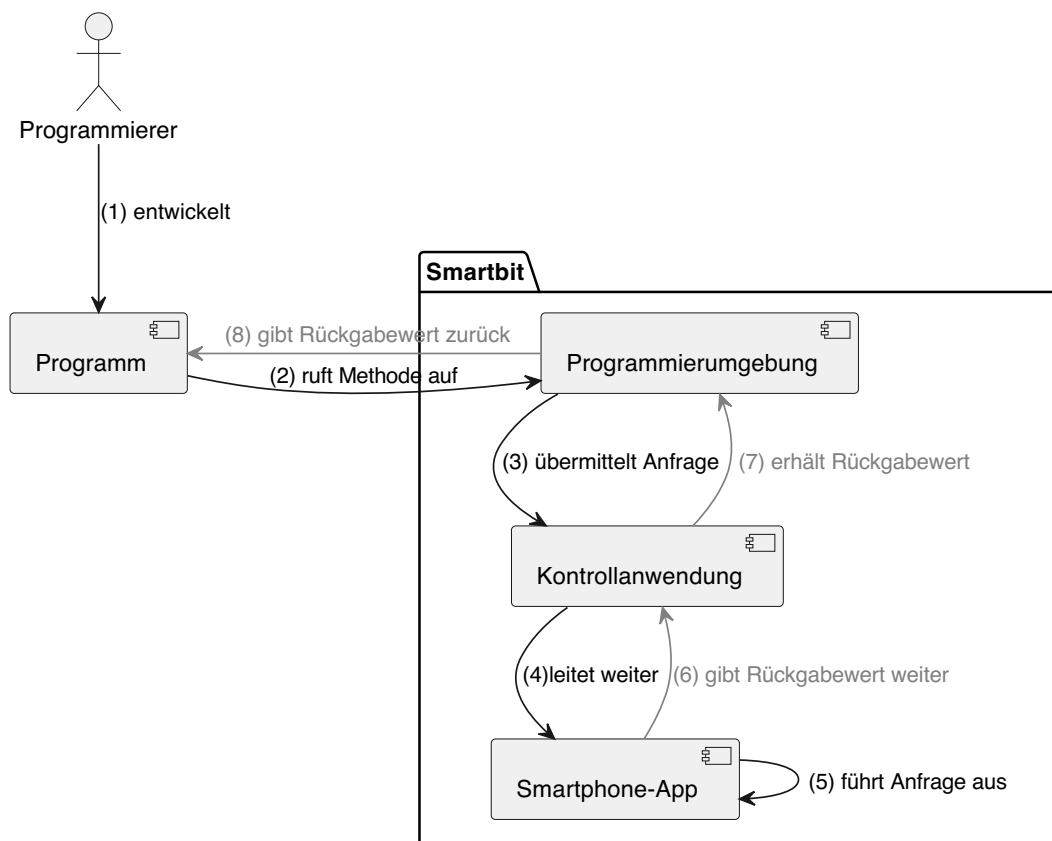 Programmierer
(1) entwickelt
Smartbit
(8) gibt Rückgabewert zurück
Programm
Programmierumgebung
(2) ruft Methode auf
(3) übermittelt Anfrage
(7) erhält Rückgabewert
Kontrollanwendung
(4)leitet weiter
(6) gibt Rückgabewert weiter
Smartphone-App
(5) führt Anfrage aus